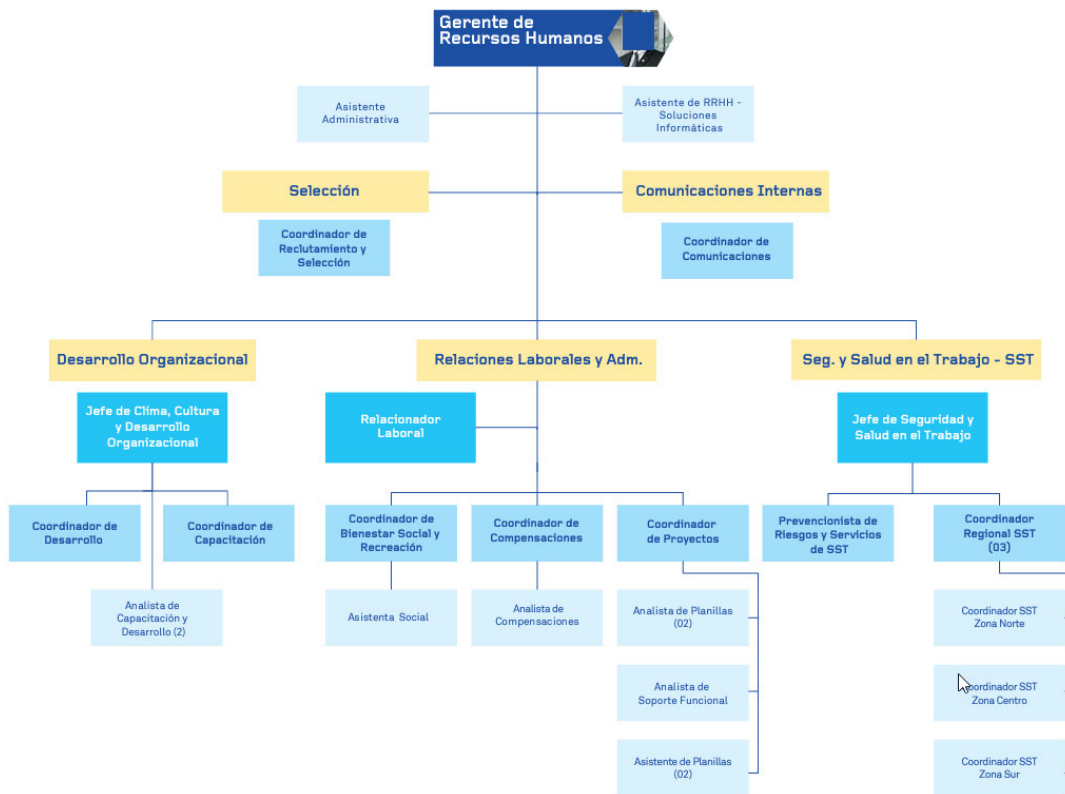 Gerente de
Recursos Humanos
Asistente
Administrativa
Asistente de RRHH -
Soluciones
Informáticas
Selección
Comunicaciones Internas
Coordinador de
Reclutamiento y
Selección
Coordinador de
Comunicaciones
Desarrollo Organizacional
Relaciones Laborales y Adm.
Seg. y Salud en el Trabajo - SST
Jefe de Clima, Cultura
y Desarrollo
Organizacional
Relacionador
Laboral
Jefe de Seguridad y
Salud en el Trabajo
Coordinador de
Desarrollo
Coordinador de
Capacitación
Coordinador de
Bienestar Social y
Recreación
Coordinador de
Compensaciones
Coordinador
de Proyectos
Prevencionista de
Riesgos y Servicios
de SST
Coordinador
Regional SST
(03)
Analista de
Capacitación y
Desarrollo (2)
Asistenta Social
Analista de
Compensaciones
Analista de Planillas
(02)
Coordinador SST
Zona Norte
Analista de
Soporte Funcional
Coordinador SST
Zona Centro
Asistente de Planillas
(02)
Coordinador SST
Zona Sur